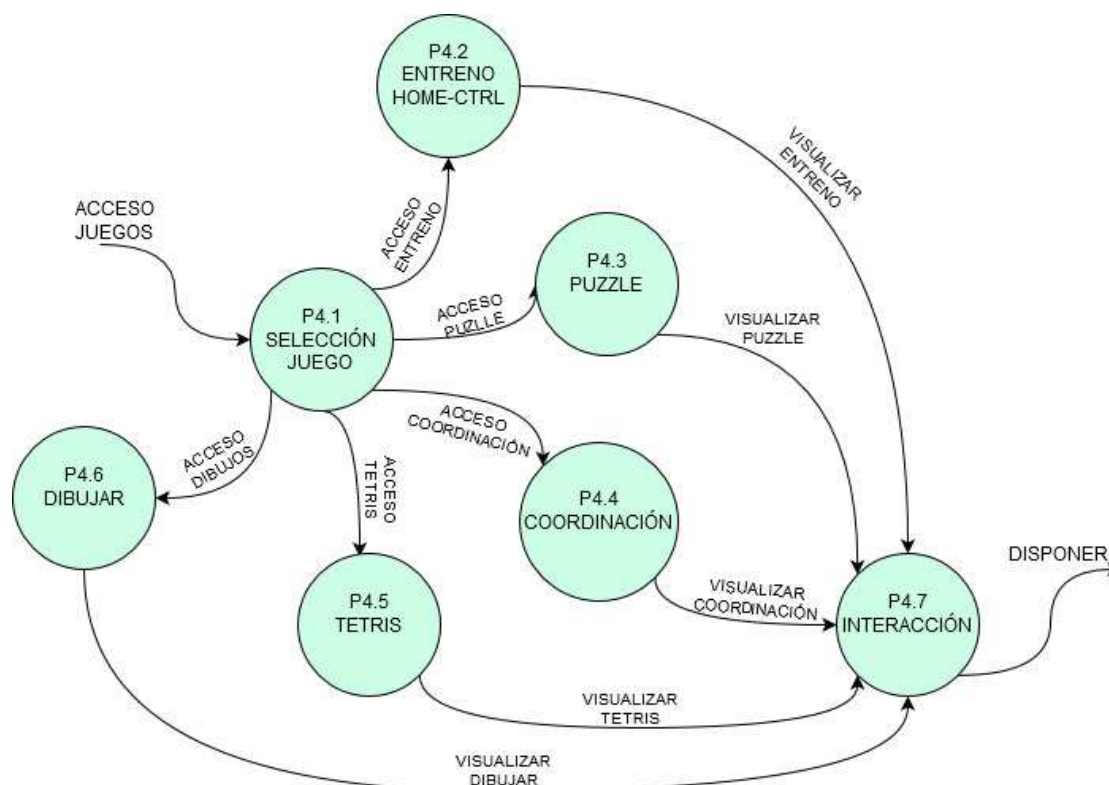 P4.2
ENTRENO
HOME-CTRL
VISUALIZAR
ENTRENO
ACCESO
JUEGOS
ACCESO
ENTRENO
P4.3
PUZZLE
P4.1
SELECCIÓN
JUEGO
ACCESO
PUZLLE
VISUALIZAR
PUZZLE
ACCESO
COORDINACIÓN
P4.6
DIBUJAR
ACCESO
DIBUJOS
ACCESO
TETRIS
P4.4
COORDINACIÓN
DISPONER
P4.5
TETRIS
VISUALIZAR
COORDINACIÓN
P4.7
INTERACCIÓN
VISUALIZAR
TETRIS
VISUALIZAR
DIBUJAR